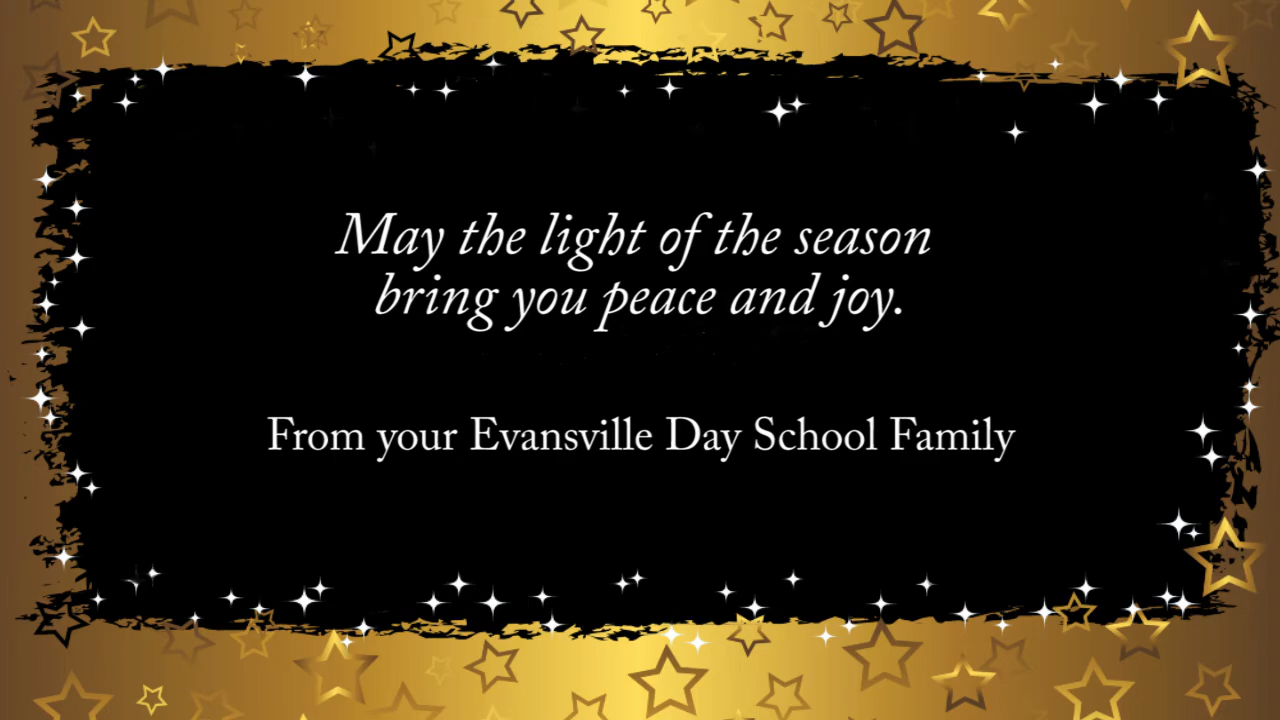 May the light of the season
bring you peace and joy.
From your Evansville Day School Family